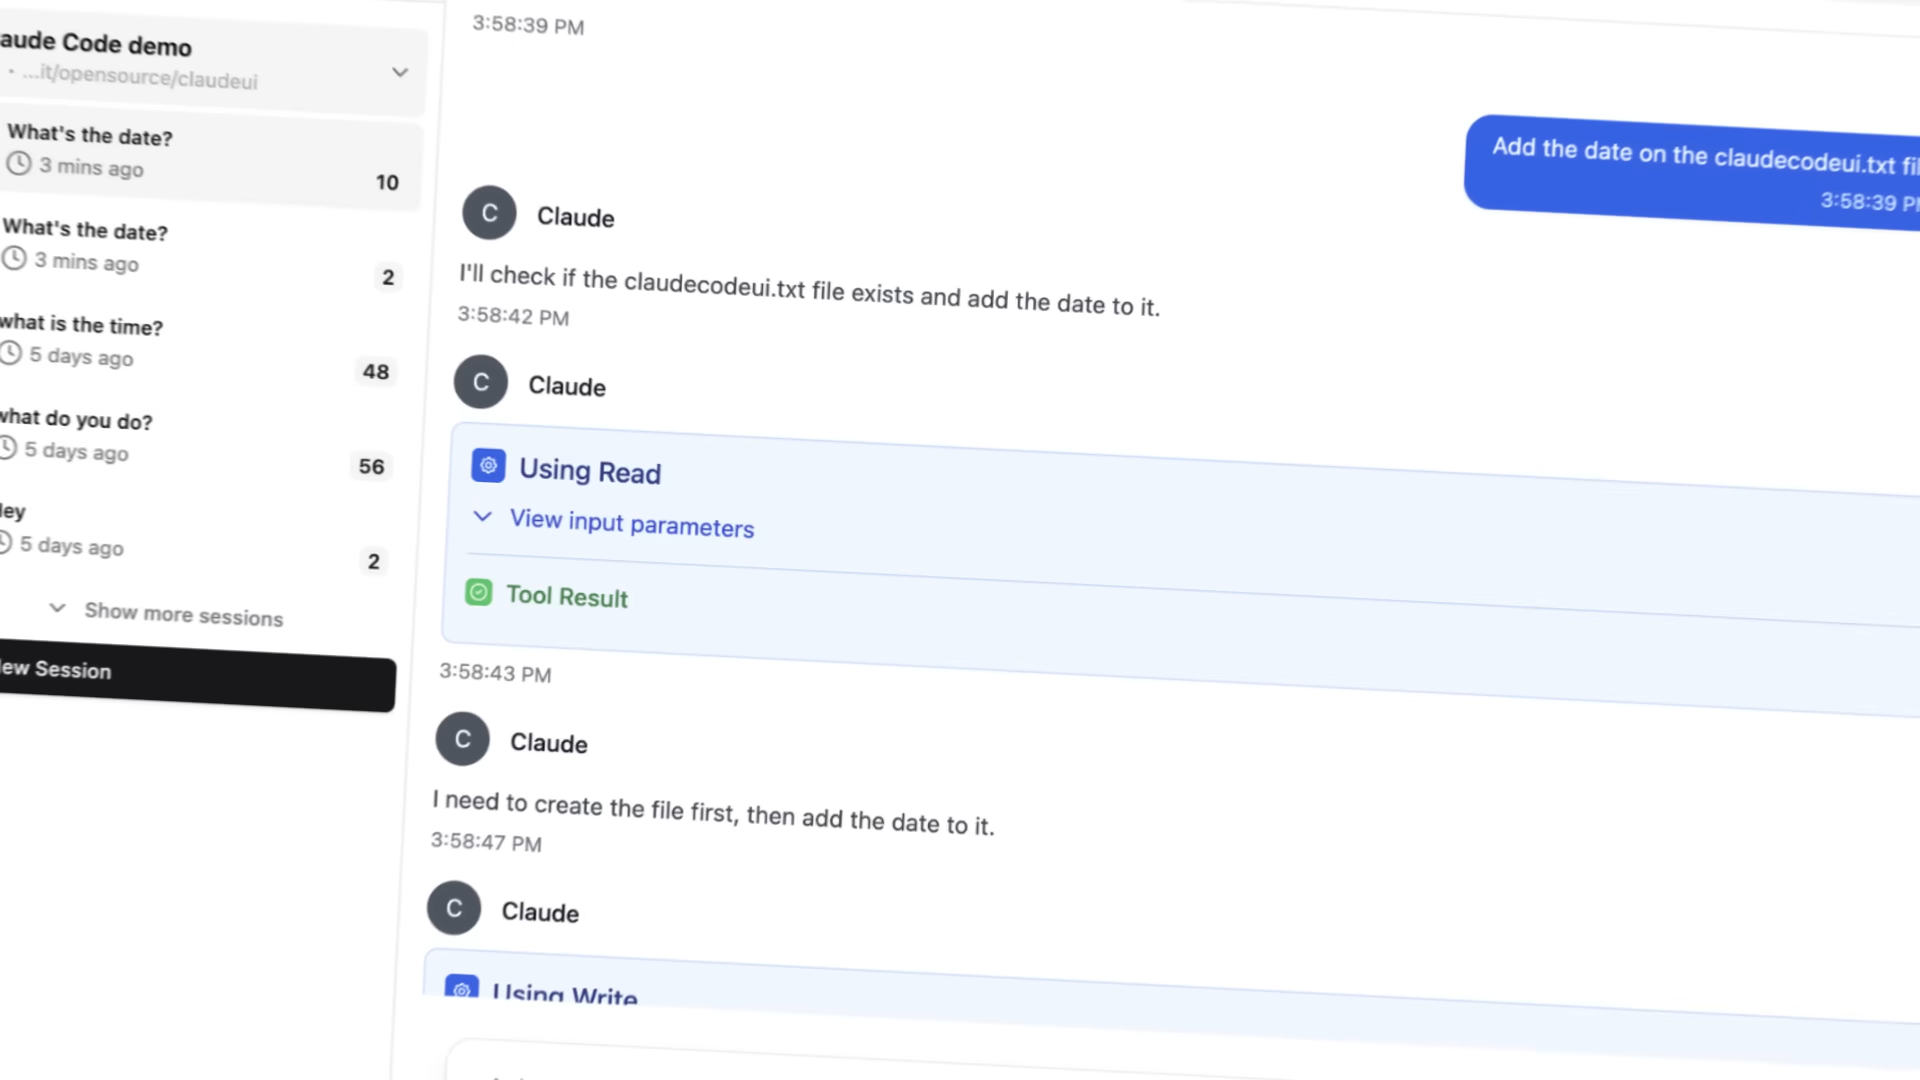 aude Code demo
• ...it/opensource/claudeui
What's the date?
3 mins ago
10
What's the date?
3 mins ago
2
what is the time?
5 days ago
48
what do you do?
5 days ago
56
ley
5 days ago
2
Show more sessions
ew Session
3:58:39 PM
Add the date on the claudecodeui.txt fil
3:58:39 PM
C Claude
I'll check if the claudecodeui.txt file exists and add the date to it.
3:58:42 PM
C Claude
Using Read
View input parameters
Tool Result
3:58:43 PM
C Claude
I need to create the file first, then add the date to it.
3:58:47 PM
C Claude
Using Write